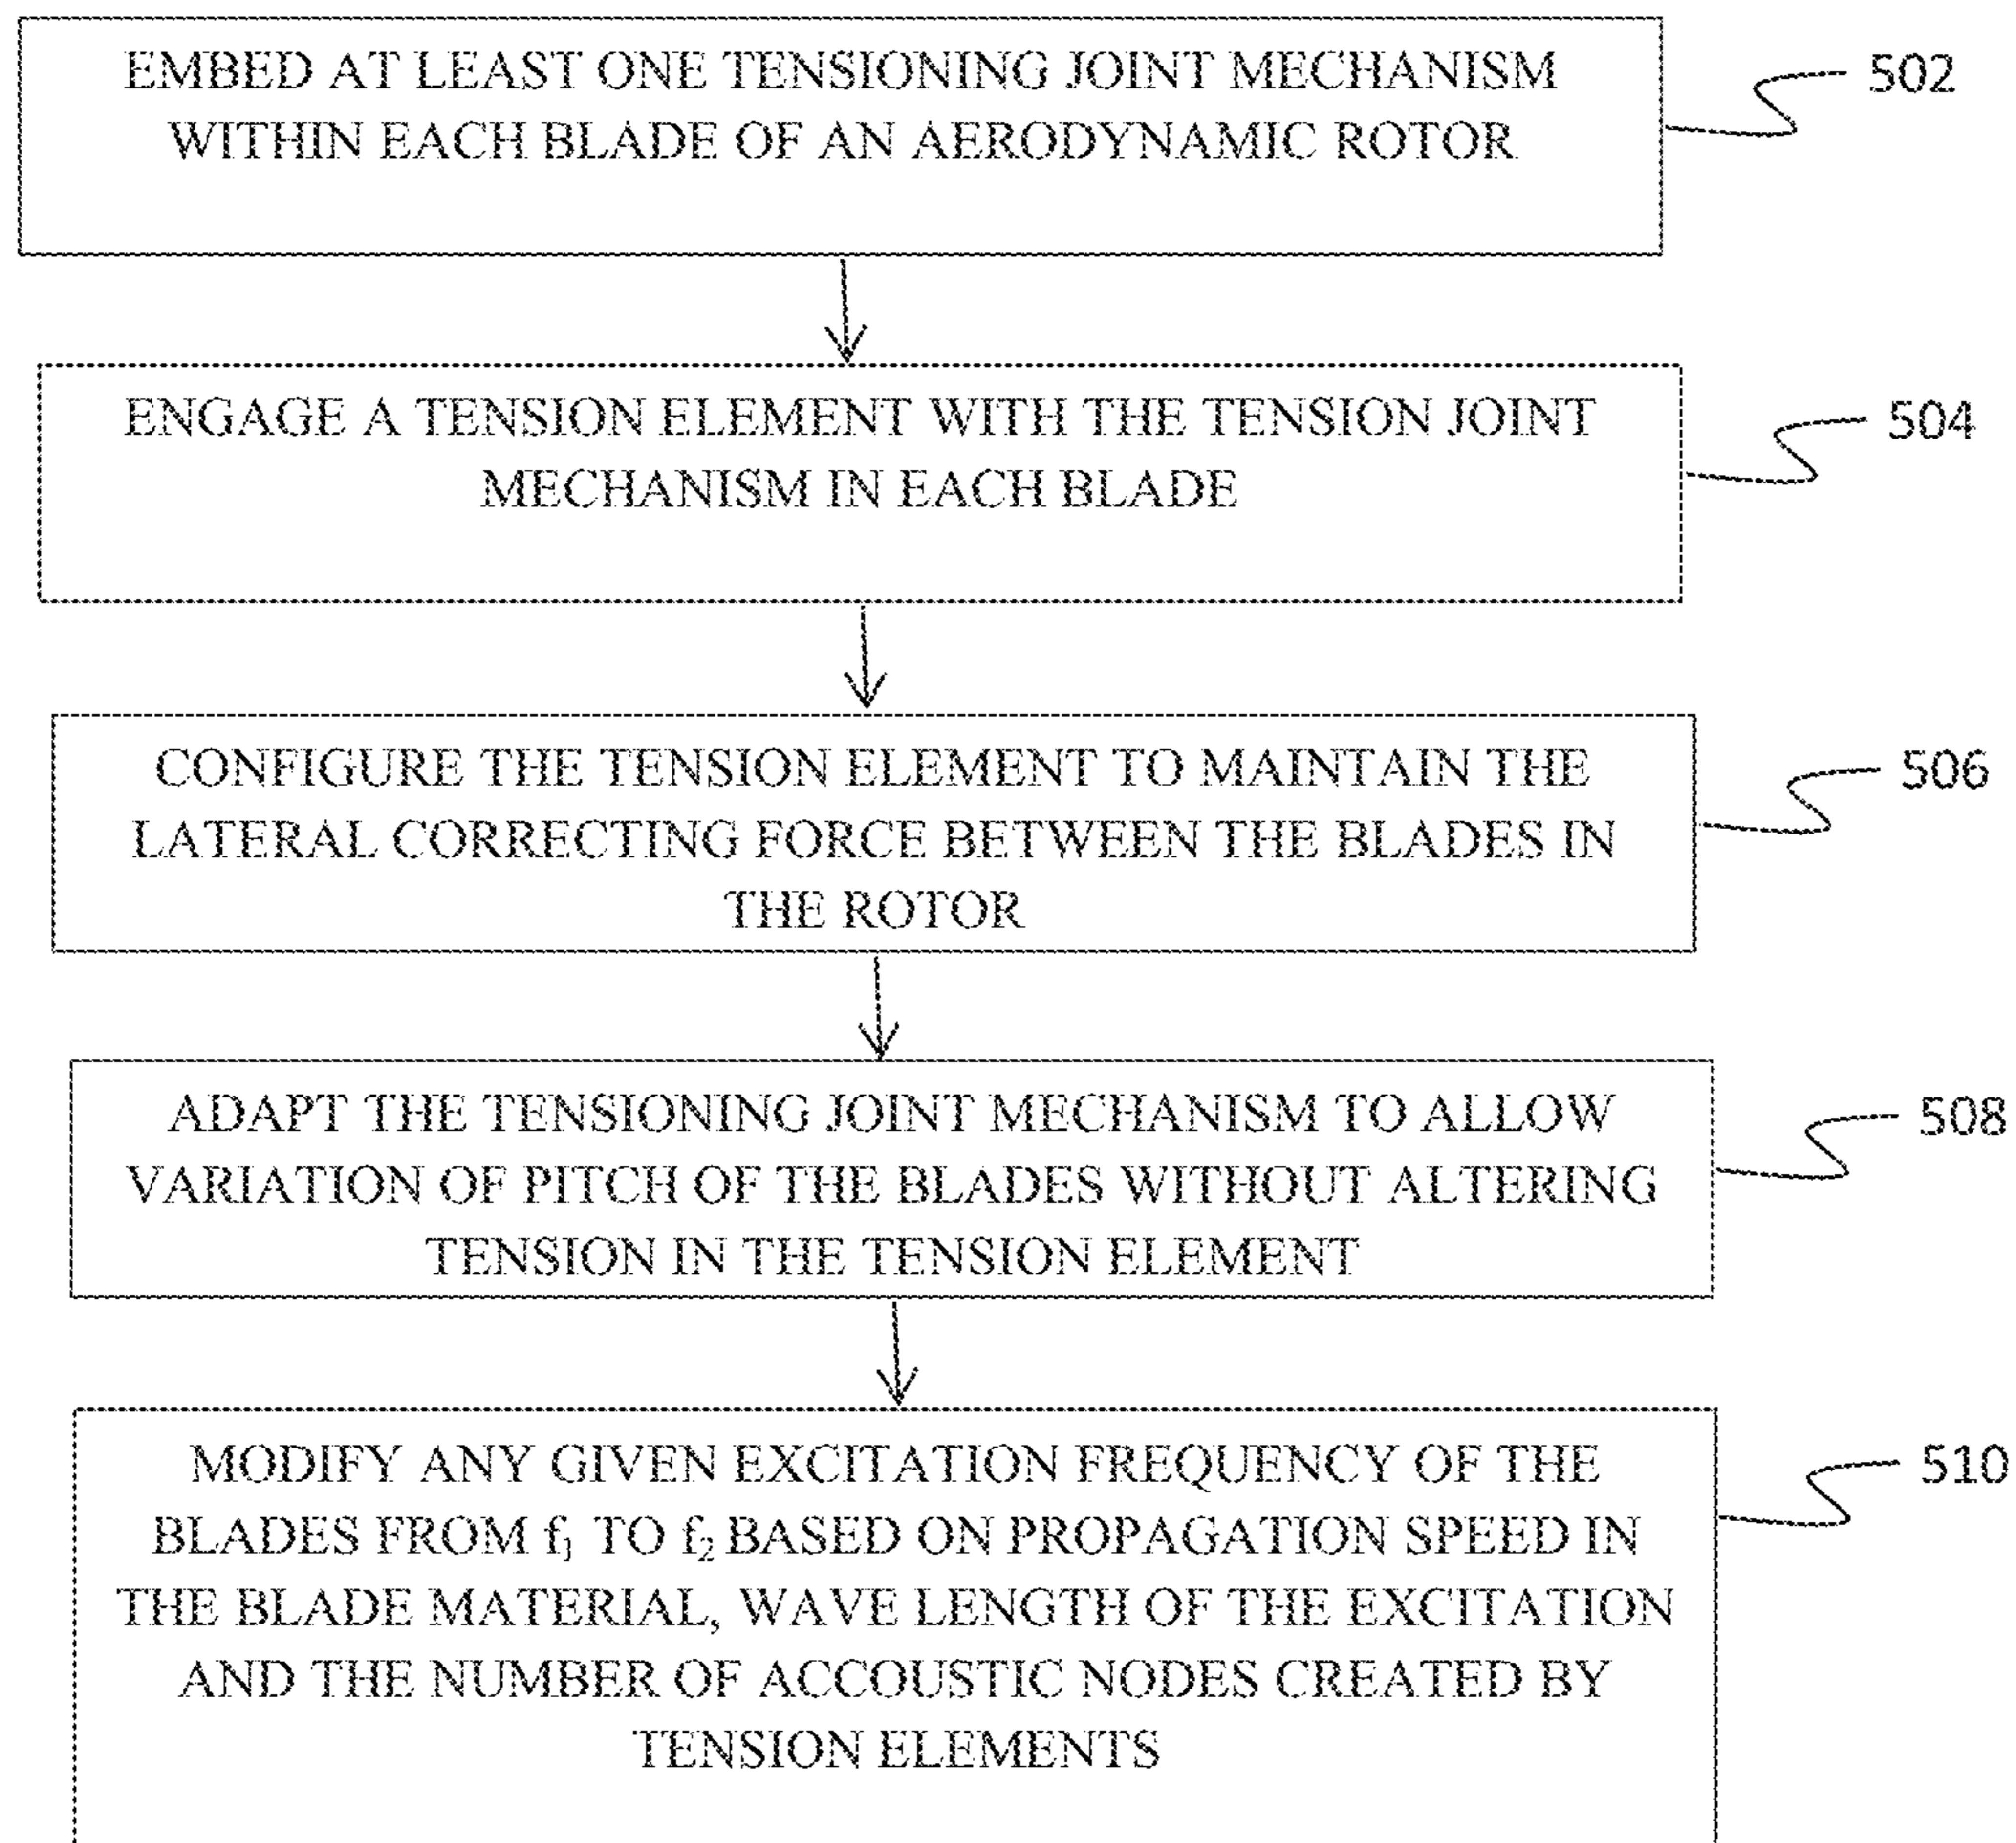 EMBED AT LEAST ONE TENSIONING JOINT MECHANISM
WITHIN EACH BLADE OF AN AERODYNAMIC ROTOR
502
ENGAGE A TENSION ELEMENT WITH THE TENSION JOINT
MECHANISM IN EACH BLADE
504
CONFIGURE THE TENSION ELEMENT TO MAINTAIN THE
LATERAL CORRECTING FORCE BETWEEN THE BLADES IN
THE ROTOR
506
ADAPT THE TENSIONING JOINT MECHANISM TO ALLOW
VARIATION OF PITCH OF THE BLADES WITHOUT ALTERING
TENSION IN THE TENSION ELEMENT
508
MODIFY ANY GIVEN EXCITATION FREQUENCY OF THE
BLADES FROM f₁ TO f₂ BASED ON PROPAGATION SPEED IN
THE BLADE MATERIAL, WAVE LENGTH OF THE EXCITATION
AND THE NUMBER OF ACCOUSTIC NODES CREATED BY
TENSION ELEMENTS
510